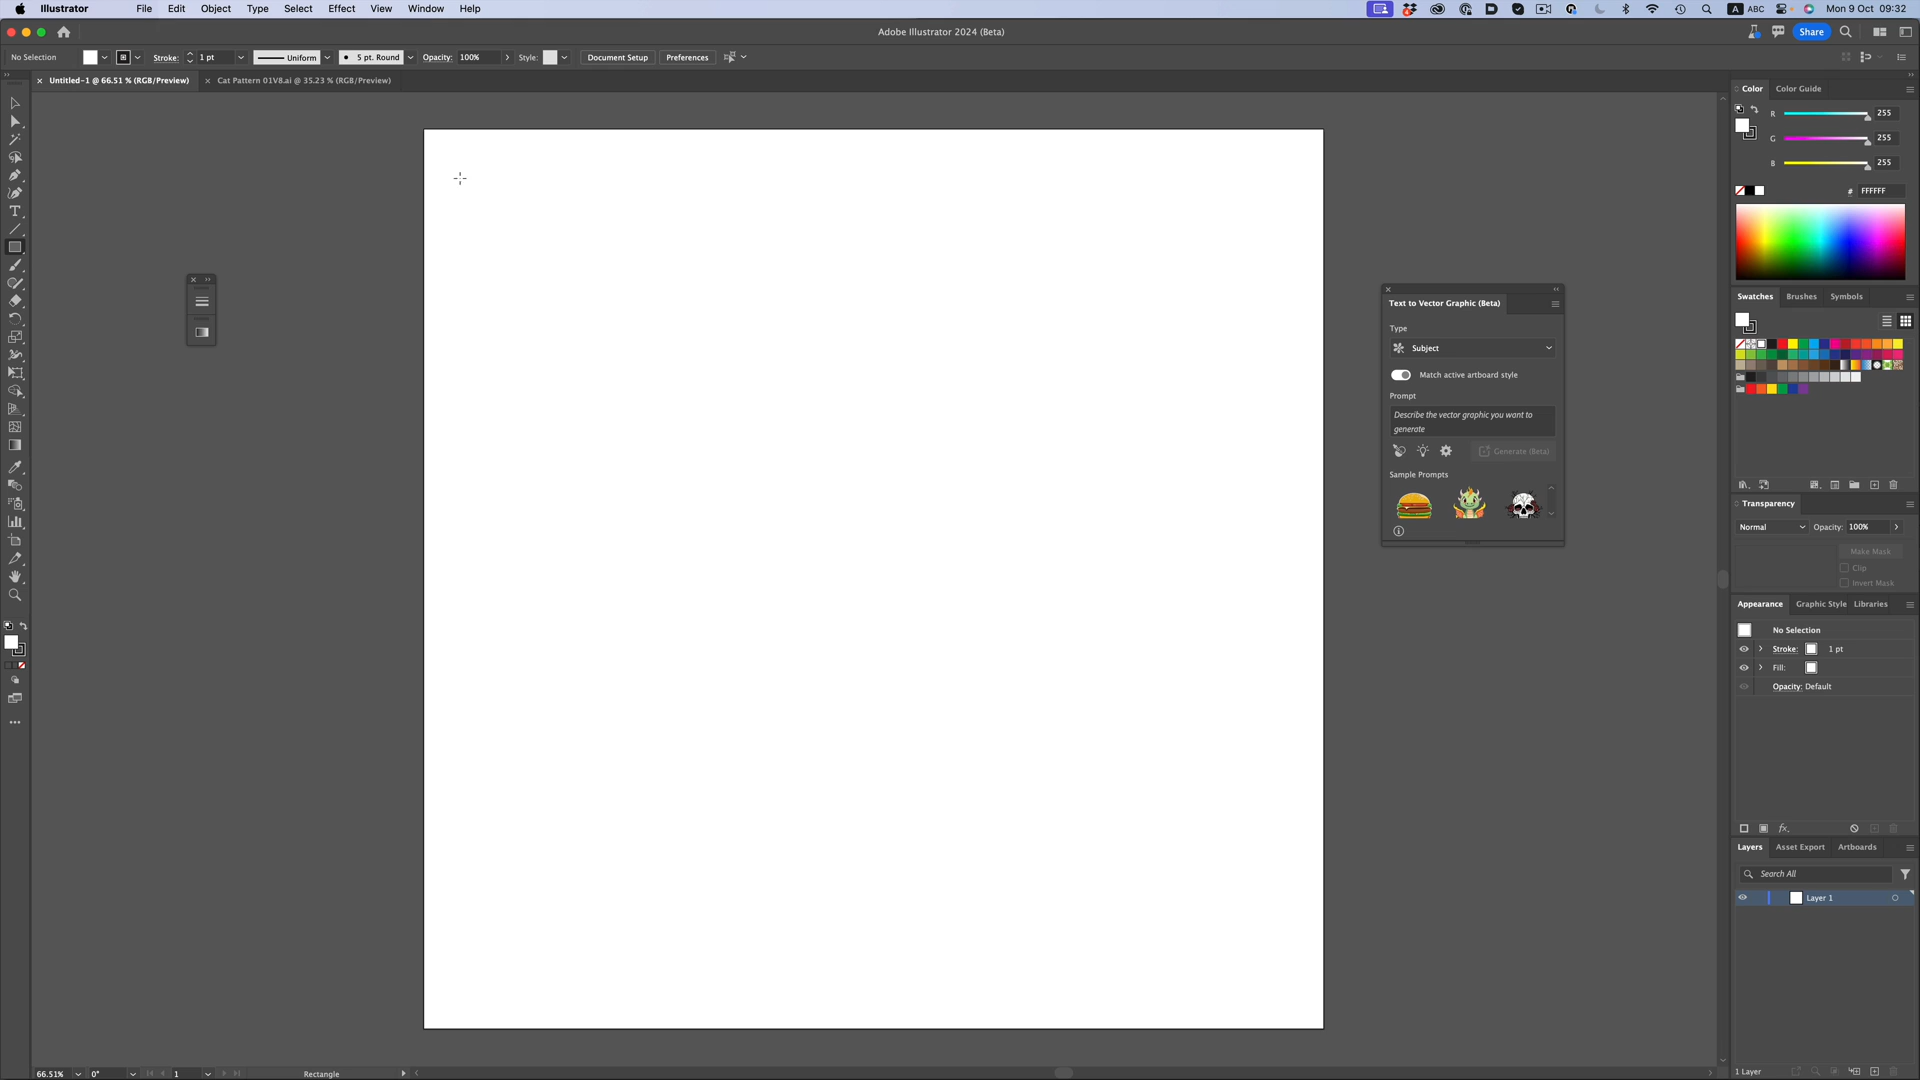 Illustrator File Edit Object Type Select Effect View Window Help
A ABC Mon 9 Oct 09:32
Adobe Illustrator 2024 (Beta)
Share
No Selection
Stroke: 1 pt
Uniform
5 pt. Round
Opacity: 100%
Style:
Document Setup
Preferences
Untitled-1 @ 66.51 % (RGB/Preview)
Cat Pattern 01V8.ai @ 35.23 % (RGB/Preview)
Color Color Guide
R 255
G 255
B 255
# FFFFFF
Swatches Brushes Symbols
Text to Vector Graphic (Beta)
Type
Subject
Match active artboard style
Prompt
Describe the vector graphic you want to
generate
Generate (Beta)
Sample Prompts
Transparency
Normal
Opacity: 100%
Make Mask
Clip
Invert Mask
Appearance Graphic Style Libraries
No Selection
Stroke: 1 pt
Fill:
Opacity: Default
fx.
Layers Asset Export Artboards
Search All
Layer 1
1 Layer
66.51%
0°
1
Rectangle